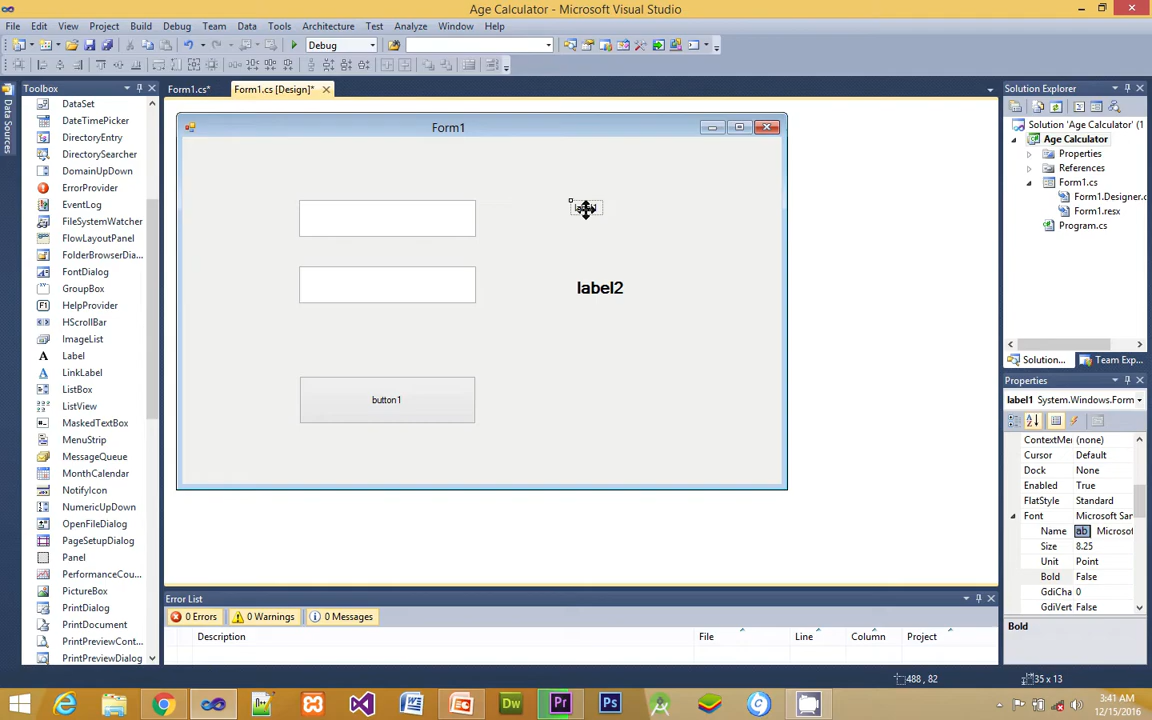 Age Calculator - Microsoft Visual Studio
File Edit View Project Build Debug Team Data Tools Architecture Test Analyze Window Help
Debug
Toolbox
Form1.cs* Form1.cs [Design]*
Solution Explorer
Data Sources
DataSet
DateTimePicker
DirectoryEntry
DirectorySearcher
DomainUpDown
ErrorProvider
EventLog
FileSystemWatcher
FlowLayoutPanel
FolderBrowserDia...
FontDialog
GroupBox
HelpProvider
HScrollBar
ImageList
Label
LinkLabel
ListBox
ListView
MaskedTextBox
MenuStrip
MessageQueue
MonthCalendar
NotifyIcon
NumericUpDown
OpenFileDialog
PageSetupDialog
Panel
PerformanceCou...
PictureBox
PrintDialog
PrintDocument
PrintPreviewCont...
PrintPreviewDialog
Form1
label2
button1
Solution 'Age Calculator' (1
Age Calculator
Properties
References
Form1.cs
Form1.Designer.c
Form1.resx
Program.cs
Solution... Team Exp...
Properties
label1 System.Windows.Form
ContextMe (none)
Cursor Default
Dock None
Enabled True
FlatStyle Standard
Font Microsoft San
Name ab Microsoft
Size 8.25
Unit Point
Bold False
GdiCha 0
GdiVert False
Bold
Error List
0 Errors 0 Warnings 0 Messages
Description File Line Column Project
488 , 82 35 x 13
Dw Pr Ps
3:41 AM
12/15/2016